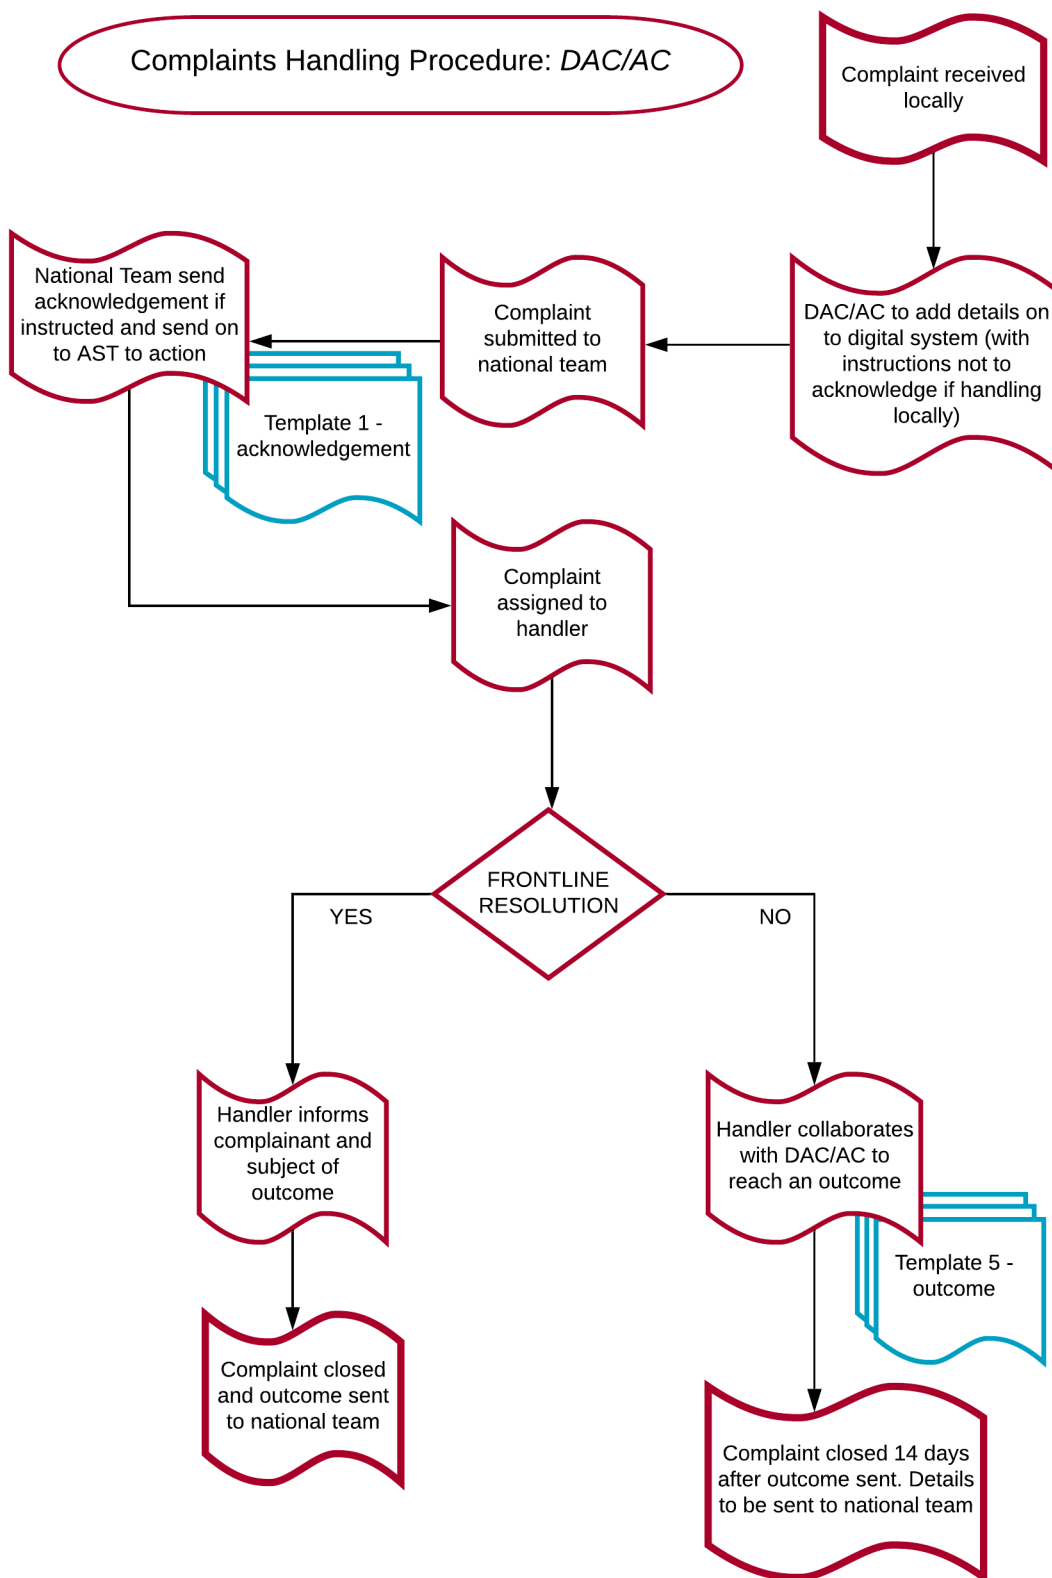 Complaints Handling Procedure: DAC/AC
Complaint received
locally
DAC/AC to add details on
to digital system (with
instructions not to
acknowledge if handling
locally)
Complaint
submitted to
national team
National Team send
acknowledgement if
instructed and send on
to AST to action
Template 1 -
acknowledgement
Complaint
assigned to
handler
FRONTLINE
RESOLUTION
YES
NO
Handler informs
complainant and
subject of
outcome
Complaint closed
and outcome sent
to national team
Handler collaborates
with DAC/AC to
reach an outcome
Template 5 -
outcome
Complaint closed 14 days
after outcome sent. Details
to be sent to national team